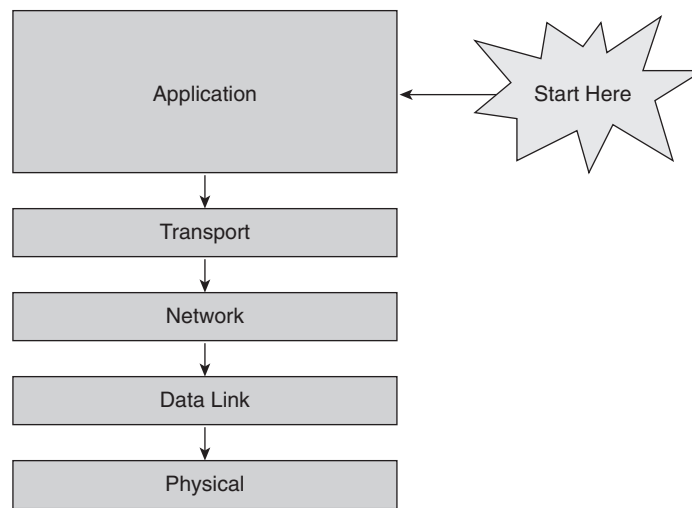 Application
Start Here
Transport
Network
Data Link
Physical